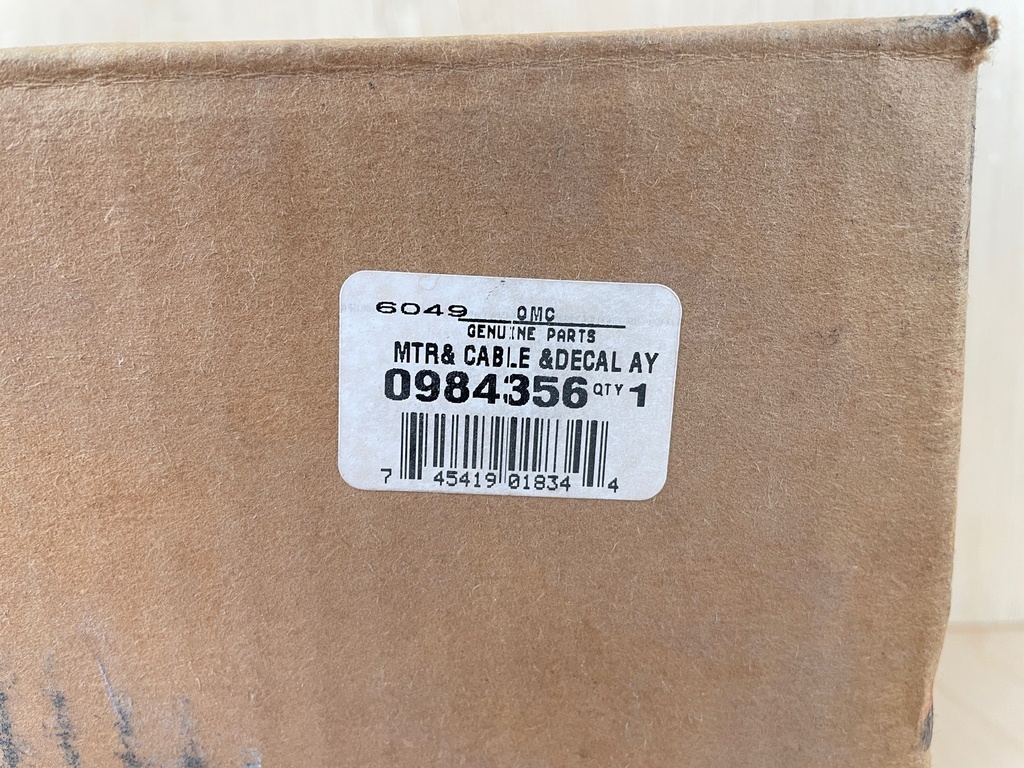 6049 OMC
GENUINE PARTS
MTR& CABLE &DECAL AY
0984356 QTY 1
7 45419 01834 4